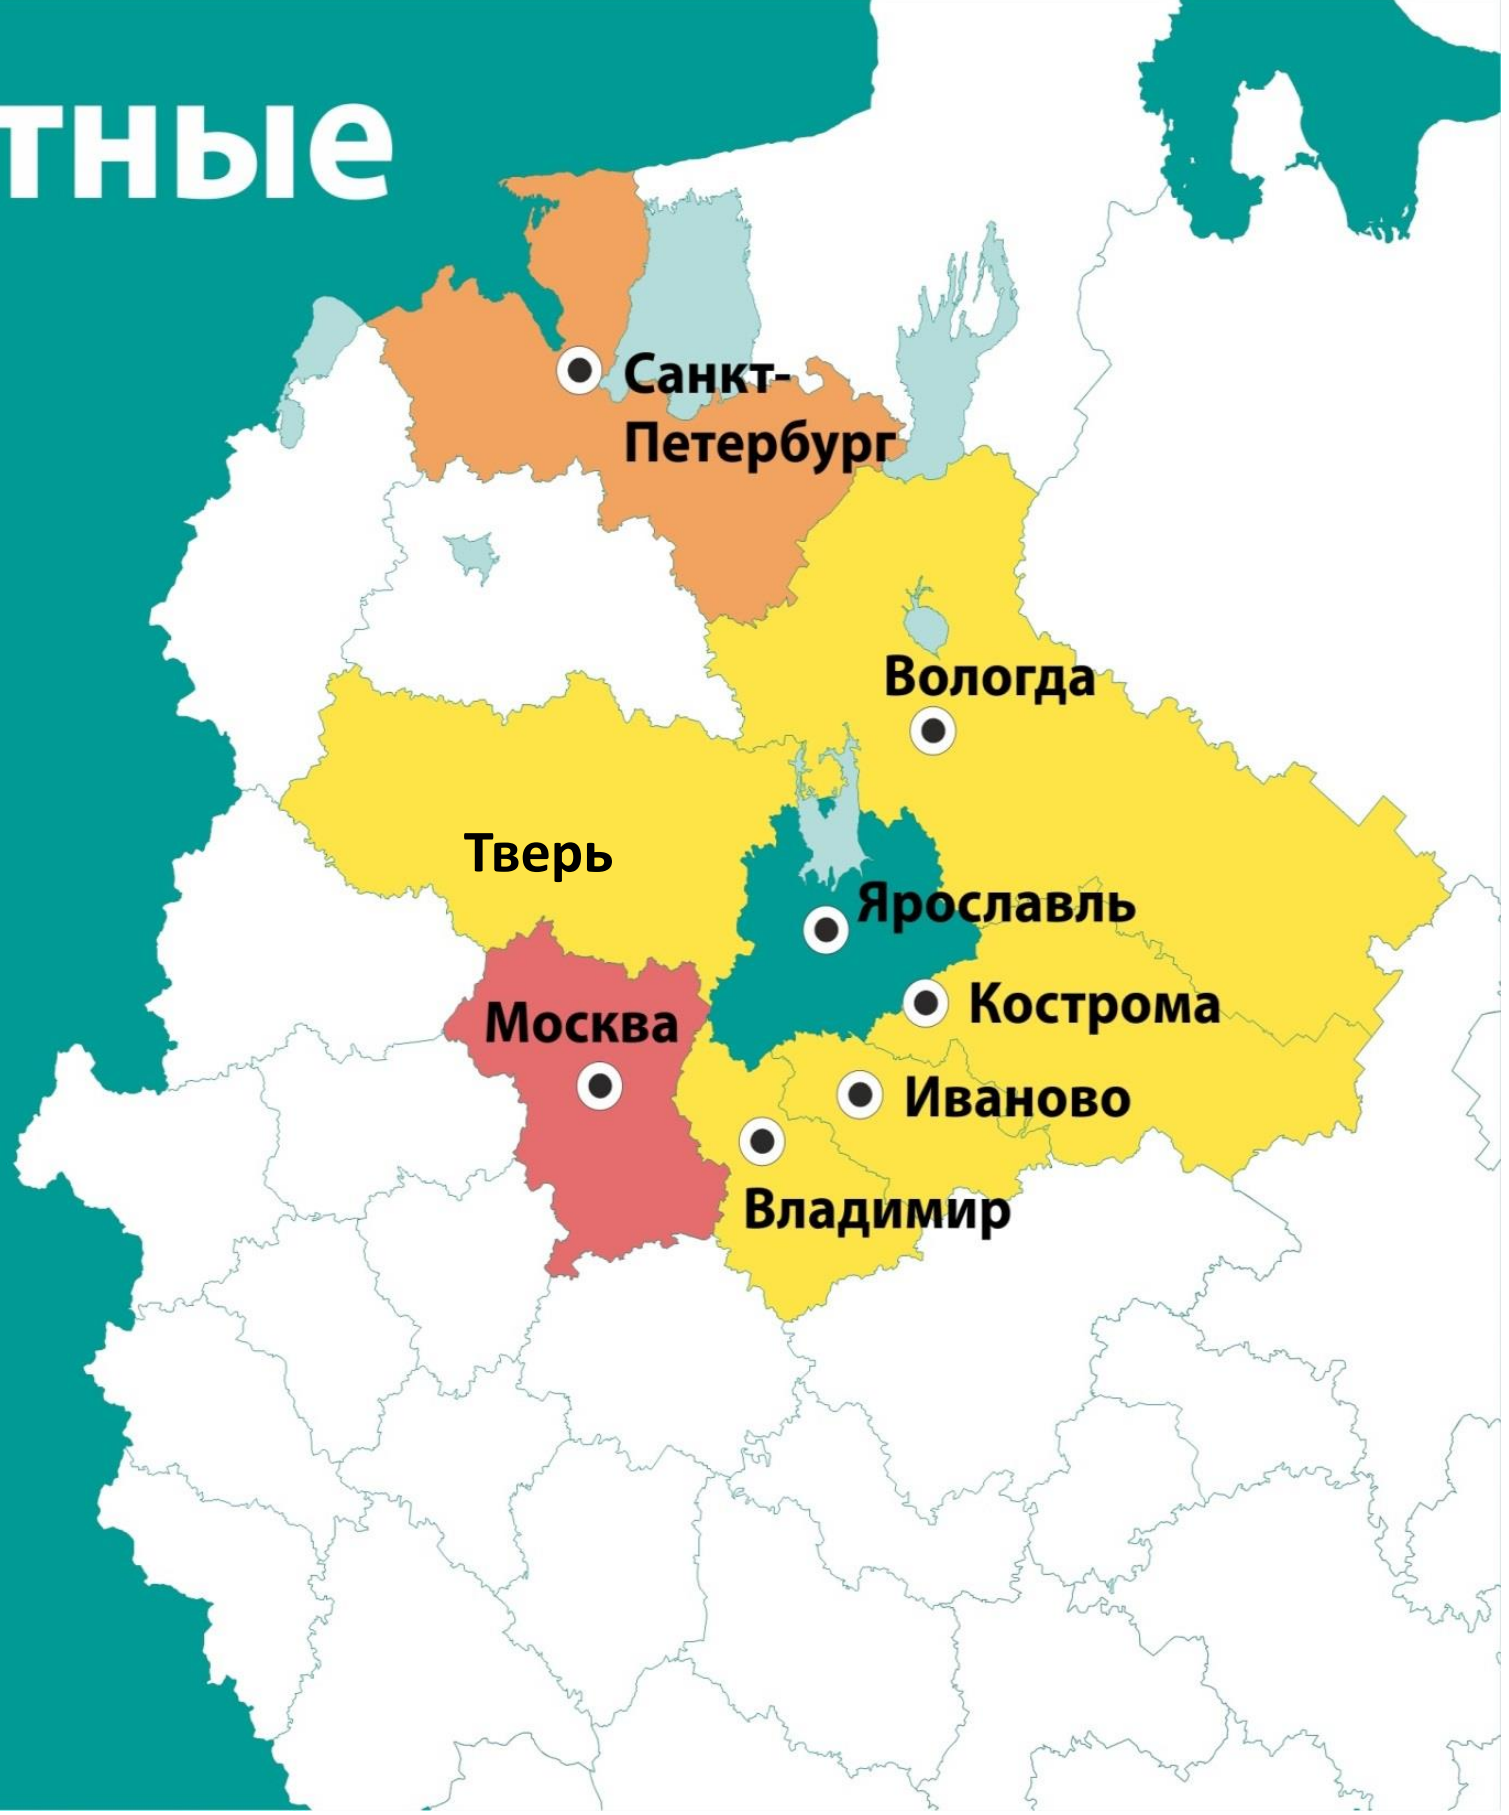 тные
Санкт-
Петербург
Вологда
Тверь
Ярославль
Москва
Кострома
Иваново
Владимир